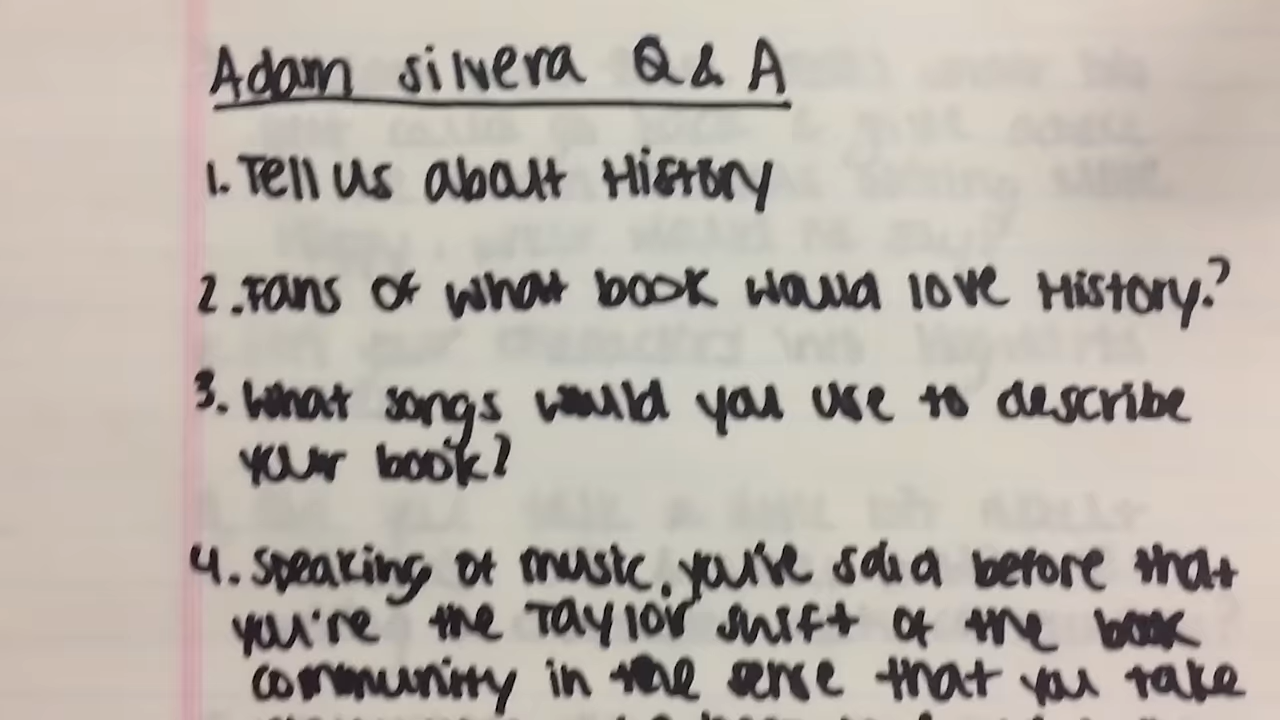 Adam Silvera Q & A
1. Tell us about History
2. Fans of what book would love History?
3. What songs would you use to describe
your book?
4. Speaking of music, you've said before that
you're the Taylor Swift of the book
community in the sense that you take